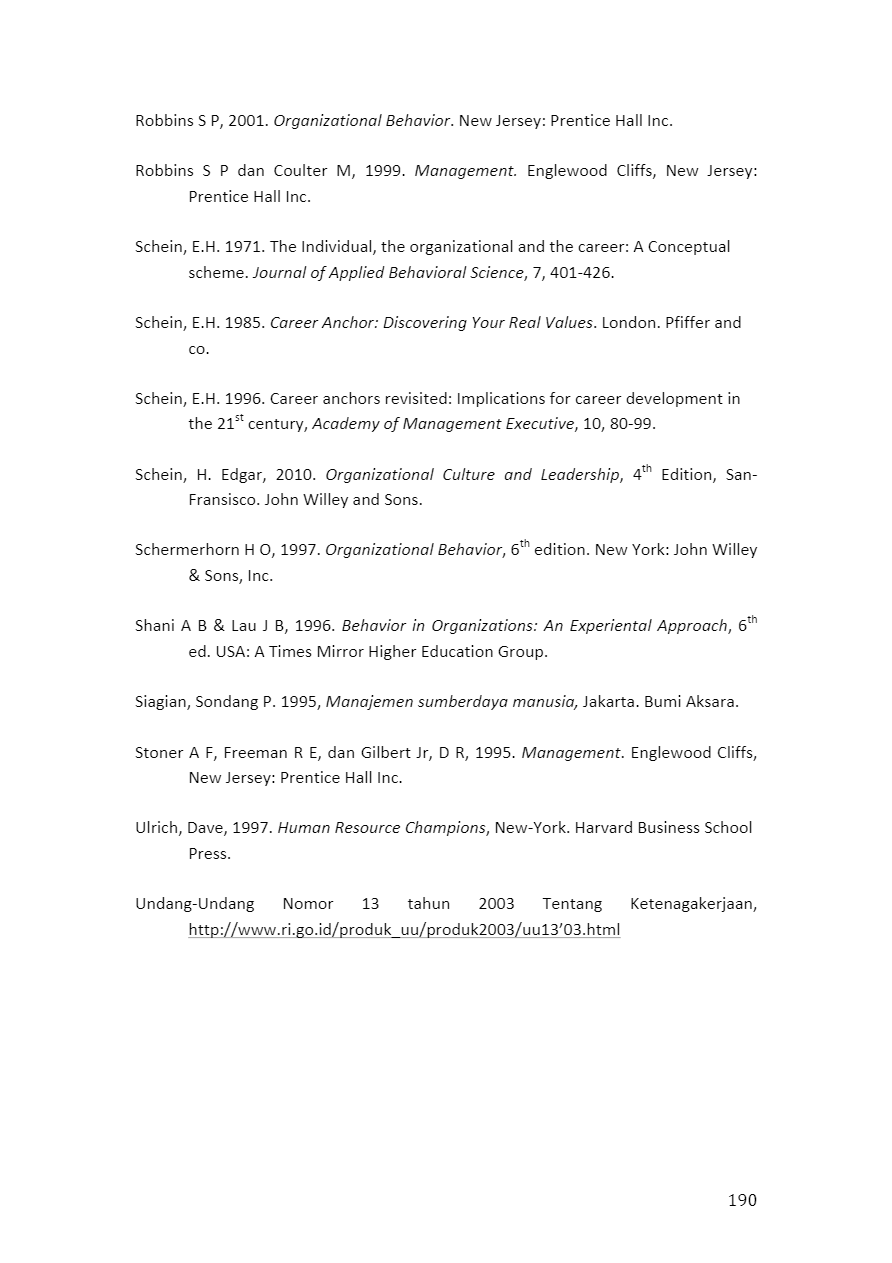 Robbins S P, 2001. Organizational Behavior. New Jersey: Prentice Hall Inc.
Robbins S P dan Coulter M, 1999. Management. Englewood Cliffs, New Jersey:
Prentice Hall Inc.
Schein, E.H. 1971. The Individual, the organizational and the career: A Conceptual
scheme. Journal of Applied Behavioral Science, 7, 401-426.
Schein, E.H. 1985. Career Anchor: Discovering Your Real Values. London. Pfiffer and
co.
Schein, E.H. 1996. Career anchors revisited: Implications for career development in
the 21st century, Academy of Management Executive, 10, 80-99.
Schein, H. Edgar, 2010. Organizational Culture and Leadership, 4th Edition, San-
Fransisco. John Willey and Sons.
Schermerhorn H O, 1997. Organizational Behavior, 6th edition. New York: John Willey
& Sons, Inc.
Shani A B & Lau J B, 1996. Behavior in Organizations: An Experiental Approach, 6th
ed. USA: A Times Mirror Higher Education Group.
Siagian, Sondang P. 1995, Manajemen sumberdaya manusia, Jakarta. Bumi Aksara.
Stoner A F, Freeman R E, dan Gilbert Jr, D R, 1995. Management. Englewood Cliffs,
New Jersey: Prentice Hall Inc.
Ulrich, Dave, 1997. Human Resource Champions, New-York. Harvard Business School
Press.
Undang-Undang Nomor 13 tahun 2003 Tentang Ketenagakerjaan,
http://www.ri.go.id/produk_uu/produk2003/uu13’03.html
190